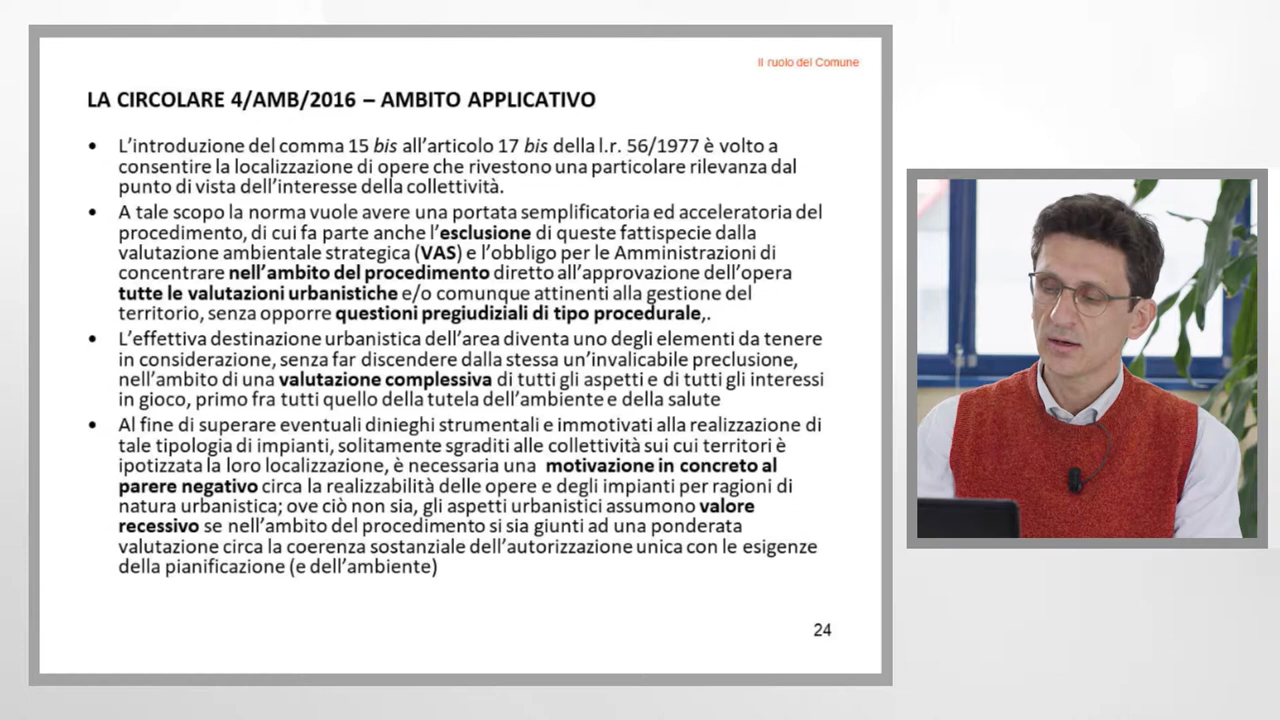 Il ruolo del Comune
LA CIRCOLARE 4/AMB/2016 – AMBITO APPLICATIVO
• L’introduzione del comma 15 bis all’articolo 17 bis della l.r. 56/1977 è volto a
consentire la localizzazione di opere che rivestono una particolare rilevanza dal
punto di vista dell’interesse della collettività.
• A tale scopo la norma vuole avere una portata semplificatoria ed acceleratoria del
procedimento, di cui fa parte anche l’esclusione di queste fattispecie dalla
valutazione ambientale strategica (VAS) e l’obbligo per le Amministrazioni di
concentrare nell’ambito del procedimento diretto all’approvazione dell’opera
tutte le valutazioni urbanistiche e/o comunque attinenti alla gestione del
territorio, senza opporre questioni pregiudiziali di tipo procedurale,.
• L’effettiva destinazione urbanistica dell’area diventa uno degli elementi da tenere
in considerazione, senza far discendere dalla stessa un’invalicabile preclusione,
nell’ambito di una valutazione complessiva di tutti gli aspetti e di tutti gli interessi
in gioco, primo fra tutti quello della tutela dell’ambiente e della salute
• Al fine di superare eventuali dinieghi strumentali e immotivati alla realizzazione di
tale tipologia di impianti, solitamente sgraditi alle collettività sui cui territori è
ipotizzata la loro localizzazione, è necessaria una motivazione in concreto al
parere negativo circa la realizzabilità delle opere e degli impianti per ragioni di
natura urbanistica; ove ciò non sia, gli aspetti urbanistici assumono valore
recessivo se nell’ambito del procedimento si sia giunti ad una ponderata
valutazione circa la coerenza sostanziale dell’autorizzazione unica con le esigenze
della pianificazione (e dell’ambiente)
24